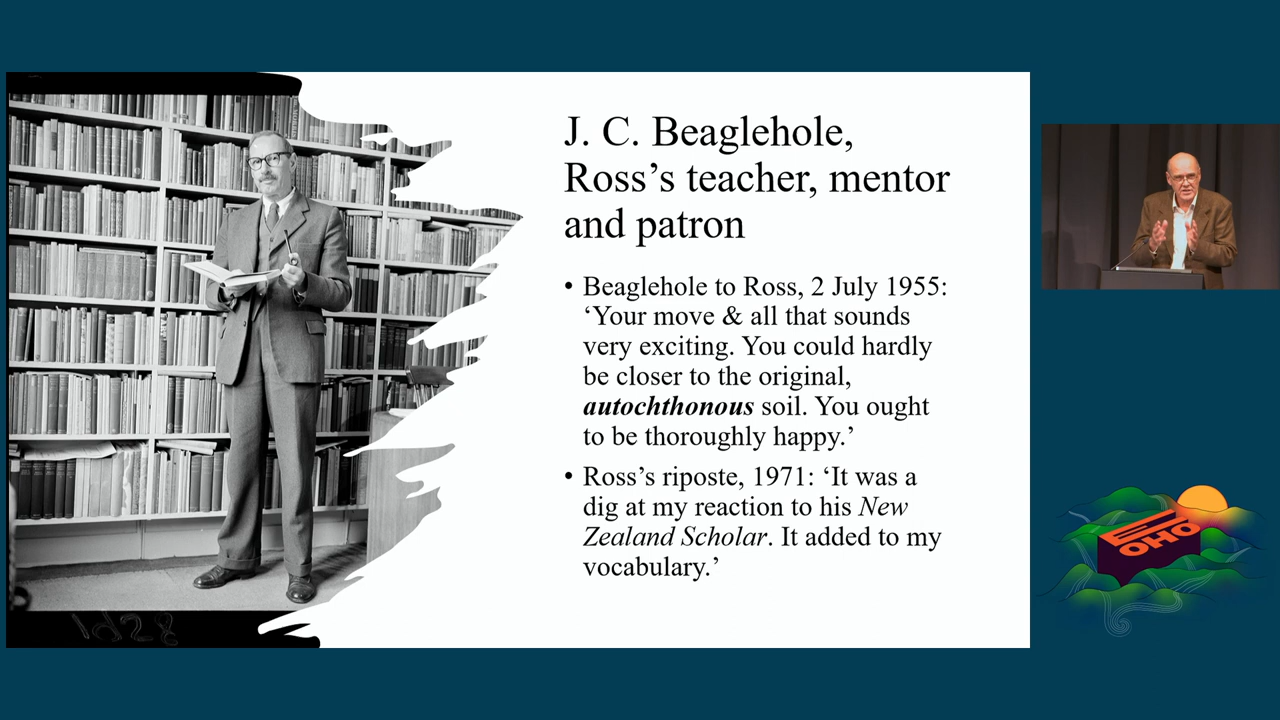 J. C. Beaglehole,
Ross’s teacher, mentor
and patron
• Beaglehole to Ross, 2 July 1955:
‘Your move & all that sounds
very exciting. You could hardly
be closer to the original,
autochthonous soil. You ought
to be thoroughly happy.’
• Ross’s riposte, 1971: ‘It was a
dig at my reaction to his New
Zealand Scholar. It added to my
vocabulary.’
E OHO